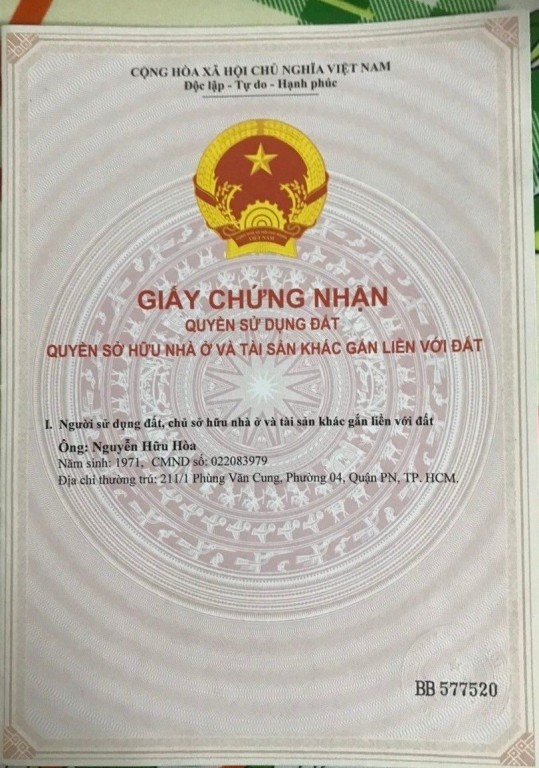 CỘNG HÒA XÃ HỘI CHỦ NGHĨA VIỆT NAM
Độc lập - Tự do - Hạnh phúc
VIỆT NAM
GIẤY CHỨNG NHẬN
QUYỀN SỬ DỤNG ĐẤT
QUYỀN SỞ HỮU NHÀ Ở VÀ TÀI SẢN KHÁC GẮN LIỀN VỚI ĐẤT
I. Người sử dụng đất, chủ sở hữu nhà ở và tài sản khác gắn liền với đất
Ông: Nguyễn Hữu Hòa
Năm sinh: 1971, CMND số: 022083979
Địa chỉ thường trú: 211/1 Phùng Văn Cung, Phường 04, Quận PN, TP. HCM.
BB 577520